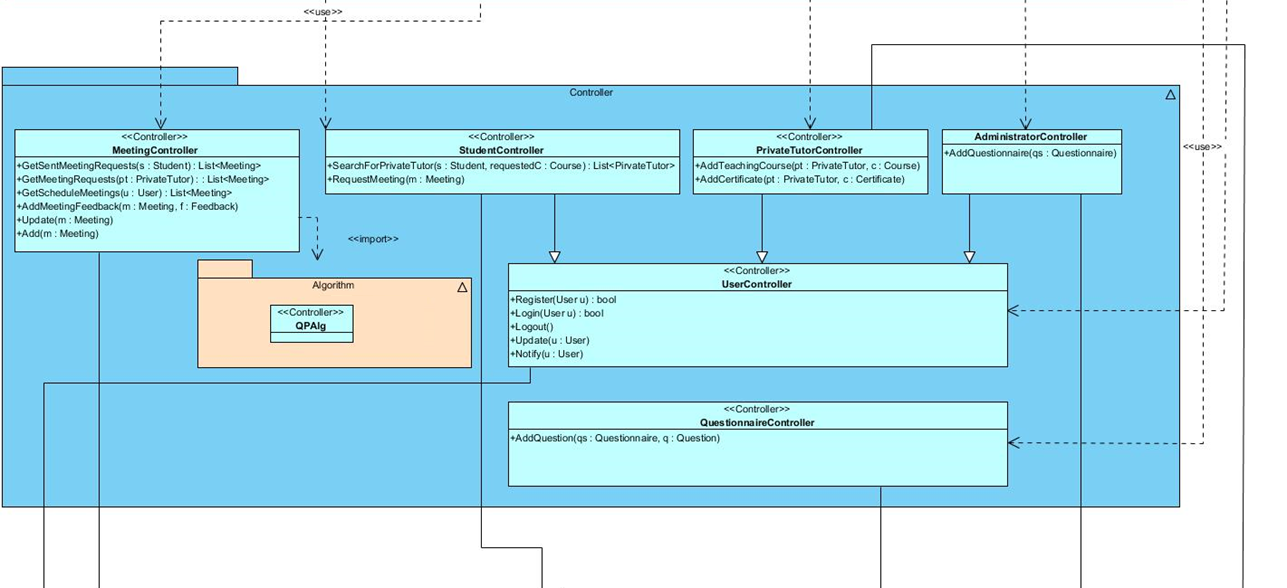 <<use>>
Controller
<<Controller>>
MeetingController
+GetSentMeetingRequests(s : Student) : List<Meeting>
+GetMeetingRequests(pt : PrivateTutor) : : List<Meeting>
+GetScheduleMeetings(u : User) : List<Meeting>
+AddMeetingFeedback(m : Meeting, f : Feedback)
+Update(m : Meeting)
+Add(m : Meeting)
<<Controller>>
StudentController
+SearchForPrivateTutor(s : Student, requestedC : Course) : List<PirvateTutor>
+RequestMeeting(m : Meeting)
<<Controller>>
PrivateTutorController
+AddTeachingCourse(pt : PrivateTutor, c : Course)
+AddCertificate(pt : PrivateTutor, c : Certificate)
AdministratorController
+AddQuestionnaire(qs : Questionnaire)
<<use>>
<<import>>
Algorithm
<<Controller>>
QPAlg
<<Controller>>
UserController
+Register(User u) : bool
+Login(User u) : bool
+Logout()
+Update(u : User)
+Notify(u : User)
<<Controller>>
QuestionnaireController
+AddQuestion(qs : Questionnaire, q : Question)